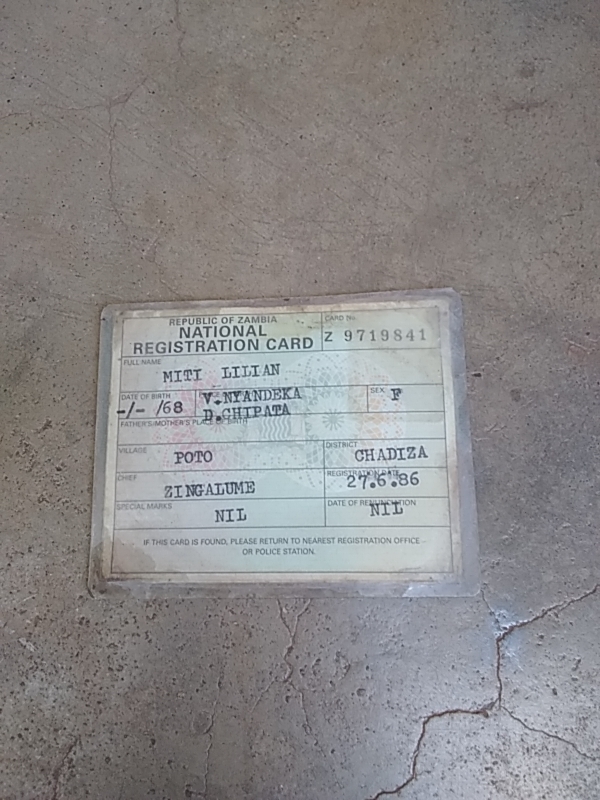 REPUBLIC OF ZAMBIA
NATIONAL
REGISTRATION CARD
CARD No.
Z 9719841
FULL NAME
MITI LILIAN
DATE OF BIRTH
-/- /68
V.NYANDEKA
D.CHIPATA
SEX
F
FATHER'S/MOTHER'S PLACE OF BIRTH
VILLAGE
POTO
DISTRICT
CHADIZA
CHIEF
ZINGALUME
REGISTRATION DATE
27.6.86
SPECIAL MARKS
NIL
DATE OF RENUNCIATION
NIL
IF THIS CARD IS FOUND, PLEASE RETURN TO NEAREST REGISTRATION OFFICE
OR POLICE STATION.